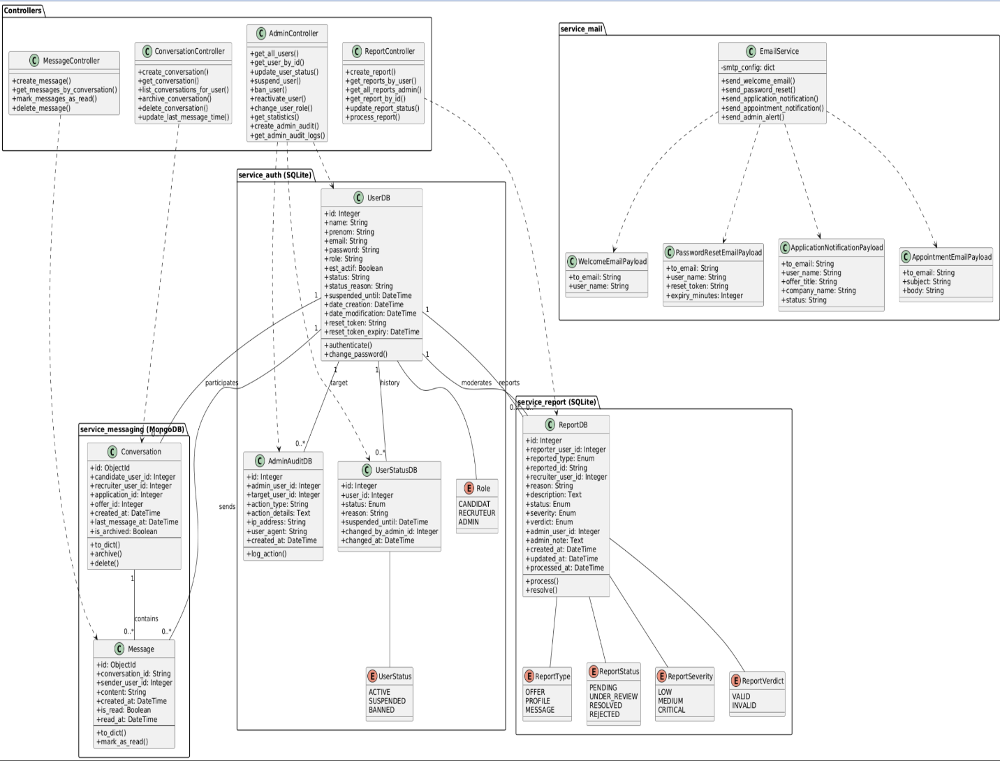 Controllers
MessageController
+create_message()
+get_messages_by_conversation()
+mark_messages_as_read()
+delete_message()
ConversationController
+create_conversation()
+get_conversation()
+list_conversations_for_user()
+archive_conversation()
+delete_conversation()
+update_last_message_time()
AdminController
+get_all_users()
+get_user_by_id()
+update_user_status()
+suspend_user()
+ban_user()
+reactivate_user()
+change_user_role()
+get_statistics()
+create_admin_audit()
+get_admin_audit_logs()
ReportController
+create_report()
+get_reports_by_user()
+get_all_reports_admin()
+get_report_by_id()
+update_report_status()
+process_report()
service_mail
EmailService
-smtp_config: dict
+send_welcome_email()
+send_password_reset()
+send_application_notification()
+send_appointment_notification()
+send_admin_alert()
WelcomeEmailPayload
+to_email: String
+user_name: String
PasswordResetEmailPayload
+to_email: String
+user_name: String
+reset_token: String
+expiry_minutes: Integer
ApplicationNotificationPayload
+to_email: String
+user_name: String
+offer_title: String
+company_name: String
+status: String
AppointmentEmailPayload
+to_email: String
+subject: String
+body: String
service_auth (SQLite)
UserDB
+id: Integer
+name: String
+prenom: String
+email: String
+password: String
+role: String
+est_actif: Boolean
+status: String
+status_reason: String
+suspended_until: DateTime
+date_creation: DateTime
+date_modification: DateTime
+reset_token: String
+reset_token_expiry: DateTime
+authenticate()
+change_password()
1
1
1
1
1
1
participates
target
history
moderates
reports
0..*
0..*
0..*
0..*
0..*
sends
AdminAuditDB
+id: Integer
+admin_user_id: Integer
+target_user_id: Integer
+action_type: String
+action_details: Text
+ip_address: String
+user_agent: String
+created_at: DateTime
+log_action()
UserStatusDB
+id: Integer
+user_id: Integer
+status: Enum
+reason: String
+suspended_until: DateTime
+changed_by_admin_id: Integer
+changed_at: DateTime
Role
CANDIDAT
RECRUTEUR
ADMIN
UserStatus
ACTIVE
SUSPENDED
BANNED
service_messaging (MongoDB)
Conversation
+id: ObjectId
+candidate_user_id: Integer
+recruiter_user_id: Integer
+application_id: Integer
+offer_id: Integer
+created_at: DateTime
+last_message_at: DateTime
+is_archived: Boolean
+to_dict()
+archive()
+delete()
1
contains
0..*
0..*
Message
+id: ObjectId
+conversation_id: String
+sender_user_id: Integer
+content: String
+created_at: DateTime
+is_read: Boolean
+read_at: DateTime
+to_dict()
+mark_as_read()
service_report (SQLite)
ReportDB
+id: Integer
+reporter_user_id: Integer
+reported_type: Enum
+reported_id: String
+recruiter_user_id: Integer
+reason: String
+description: Text
+status: Enum
+severity: Enum
+verdict: Enum
+admin_user_id: Integer
+admin_note: Text
+created_at: DateTime
+updated_at: DateTime
+processed_at: DateTime
+process()
+resolve()
ReportType
OFFER
PROFILE
MESSAGE
ReportStatus
PENDING
UNDER_REVIEW
RESOLVED
REJECTED
ReportSeverity
LOW
MEDIUM
CRITICAL
ReportVerdict
VALID
INVALID